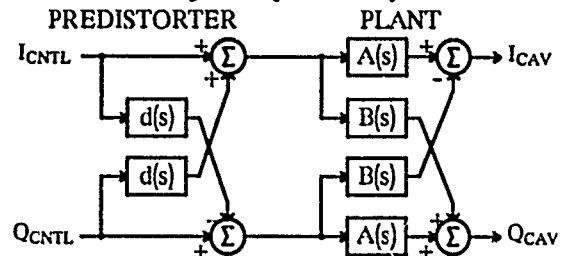 PREDISTORTER PLANT
I_CNTL + Σ A(s) + Σ I_CAV
+ -
d(s) B(s)
d(s) B(s)
- +
Q_CNTL + Σ A(s) + Σ Q_CAV